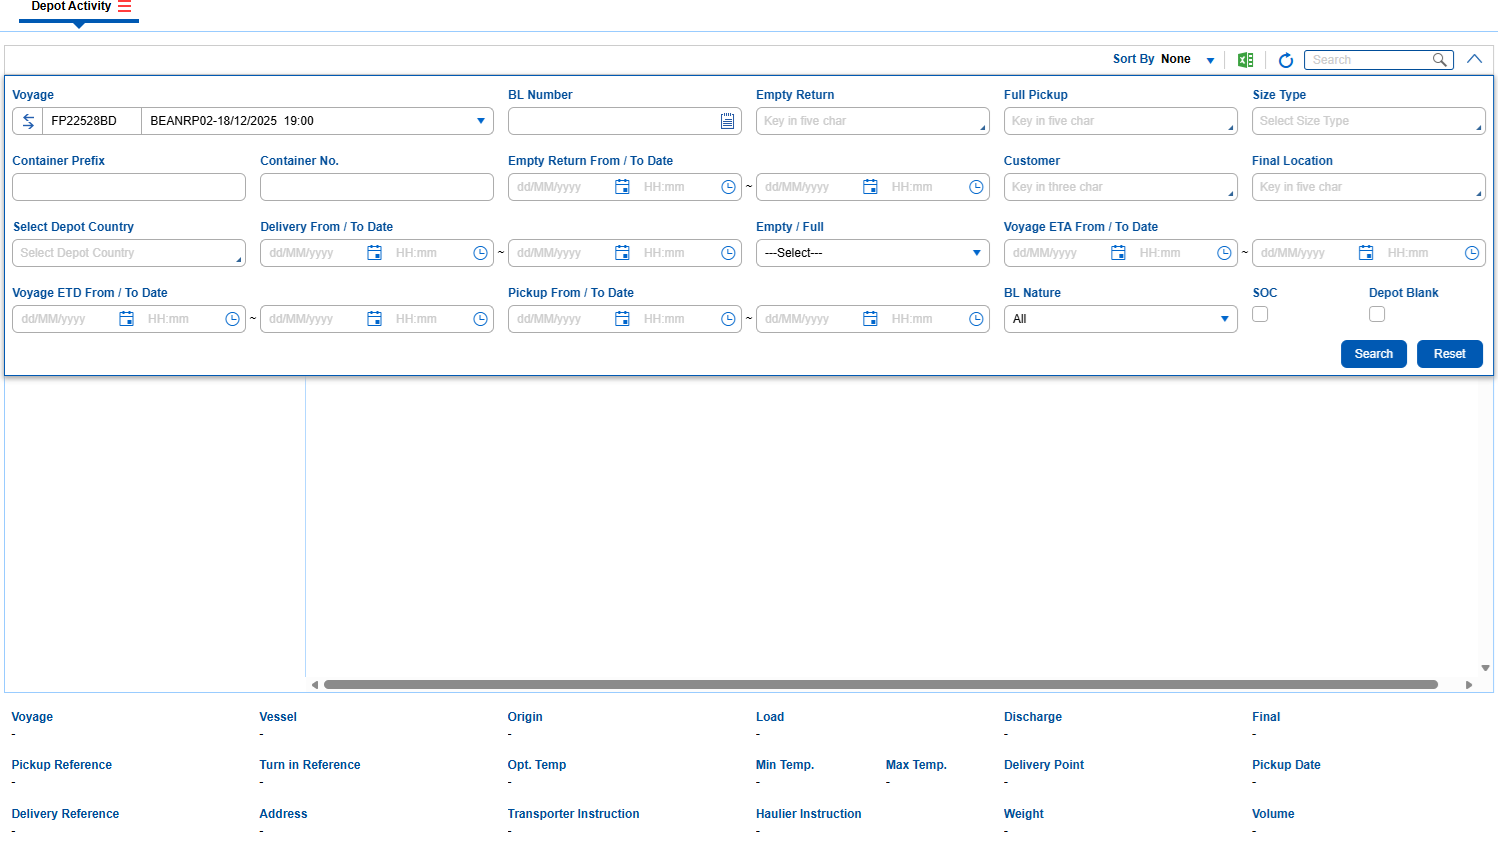 Depot Activity
Sort By None
Search
Voyage BL Number Empty Return Full Pickup Size Type
FP22528BD BEANRP02-18/12/2025 19:00 Key in five char Key in five char Select Size Type
Container Prefix Container No. Empty Return From / To Date Customer Final Location
dd/MM/yyyy HH:mm ~ dd/MM/yyyy HH:mm Key in three char Key in five char
Select Depot Country Delivery From / To Date Empty / Full Voyage ETA From / To Date
Select Depot Country dd/MM/yyyy HH:mm ~ dd/MM/yyyy HH:mm ---Select--- dd/MM/yyyy HH:mm ~ dd/MM/yyyy HH:mm
Voyage ETD From / To Date Pickup From / To Date BL Nature SOC Depot Blank
dd/MM/yyyy HH:mm ~ dd/MM/yyyy HH:mm dd/MM/yyyy HH:mm ~ dd/MM/yyyy HH:mm All
Search Reset
Voyage Vessel Origin Load Discharge Final
- - - - - -
Pickup Reference Turn in Reference Opt. Temp Min Temp. Max Temp. Delivery Point Pickup Date
- - - - - - -
Delivery Reference Address Transporter Instruction Haulier Instruction Weight Volume
- - - - - -